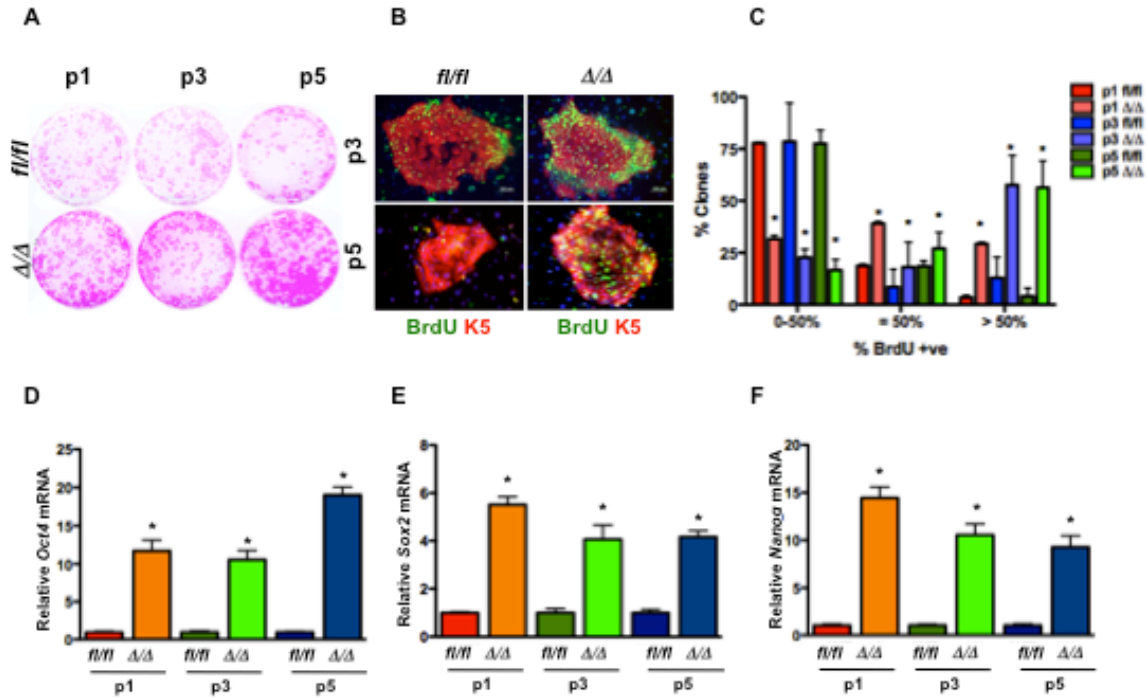 A
p1 p3 p5
fl/fl
Δ/Δ
B
fl/fl Δ/Δ
p3
p5
BrdU K5 BrdU K5
C
% Clones
100
75
50
25
0
0-50% = 50% > 50%
% BrdU +ve
p1 fl/fl
p1 Δ/Δ
p3 fl/fl
p3 Δ/Δ
p5 fl/fl
p5 Δ/Δ
* * * * * * * * *
D
Relative Oct4 mRNA
25
20
15
10
5
0
* * *
fl/fl Δ/Δ fl/fl Δ/Δ fl/fl Δ/Δ
p1 p3 p5
E
Relative Sox2 mRNA
8
6
4
2
0
* * *
fl/fl Δ/Δ fl/fl Δ/Δ fl/fl Δ/Δ
p1 p3 p5
F
Relative Nanog mRNA
20
15
10
5
0
* * *
fl/fl Δ/Δ fl/fl Δ/Δ fl/fl Δ/Δ
p1 p3 p5